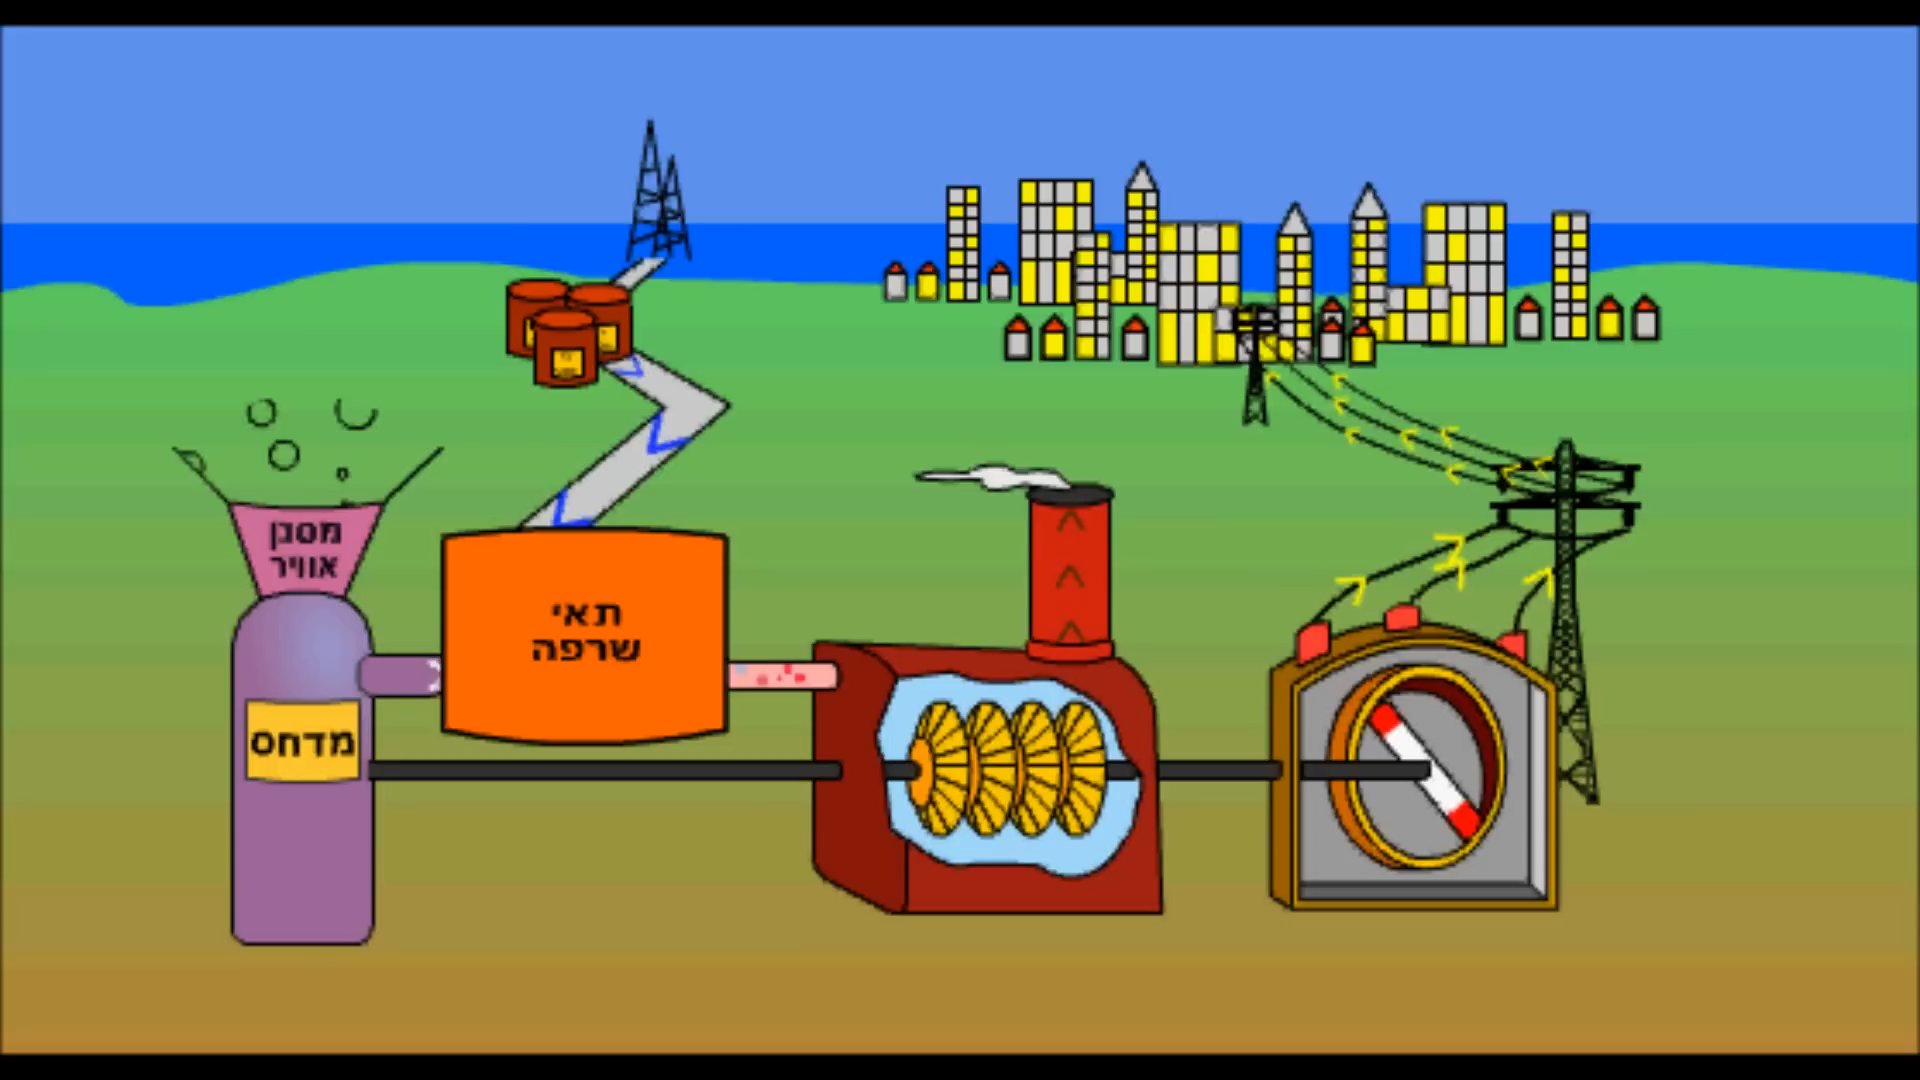 מסנן
אוויר
תאי
שרפה
מדחס